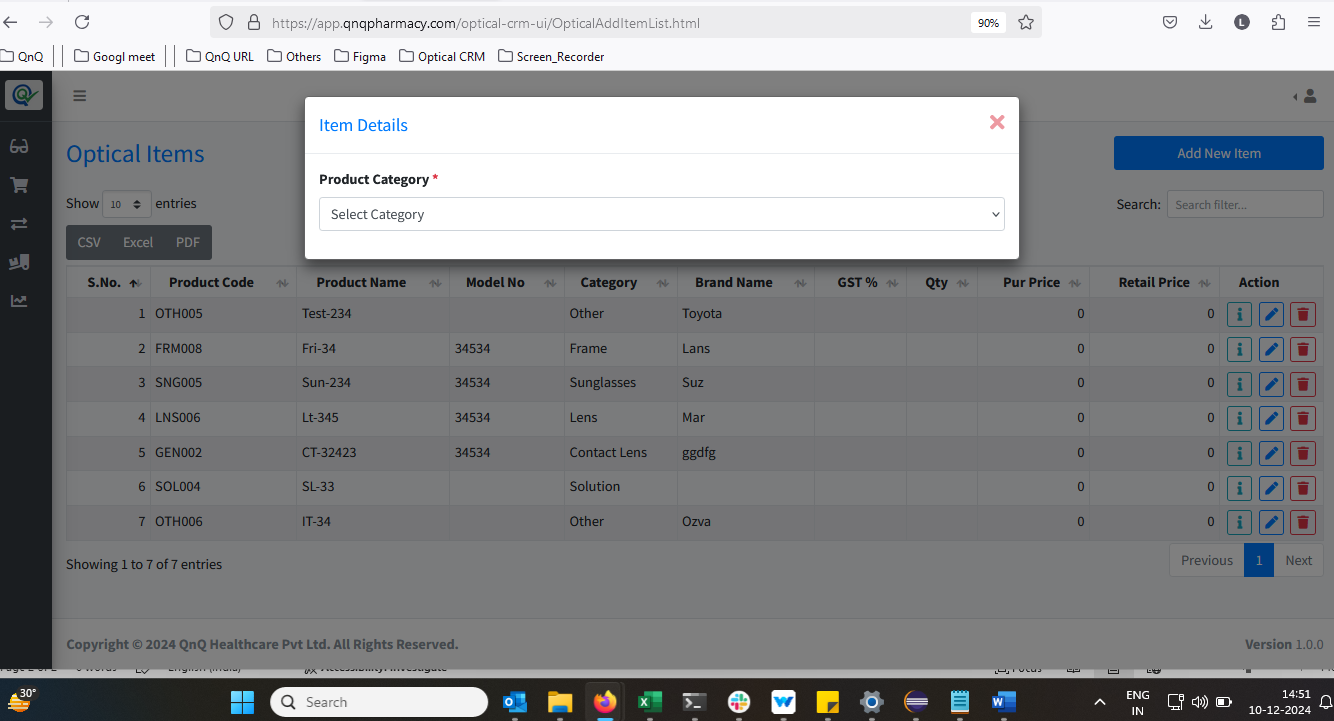 https://app.qnqpharmacy.com/optical-crm-ui/OpticalAddItemList.html 90% L
QnQ Googl meet QnQ URL Others Figma Optical CRM Screen_Recorder
Item Details
Optical Items Add New Item
Product Category *
Show 10 entries Search: Search filter...
Select Category
CSV Excel PDF
S.No. Product Code Product Name Model No Category Brand Name GST % Qty Pur Price Retail Price Action
1 OTH005 Test-234 Other Toyota 0 0
2 FRM008 Fri-34 34534 Frame Lans 0 0
3 SNG005 Sun-234 34534 Sunglasses Suz 0 0
4 LNS006 Lt-345 34534 Lens Mar 0 0
5 GEN002 CT-32423 34534 Contact Lens ggdfg 0 0
6 SOL004 SL-33 Solution 0 0
7 OTH006 IT-34 Other Ozva 0 0
Showing 1 to 7 of 7 entries Previous 1 Next
Copyright © 2024 QnQ Healthcare Pvt Ltd. All Rights Reserved. Version 1.0.0
30° Search ENG 14:51
IN 10-12-2024